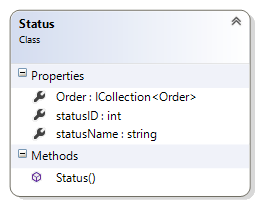 Status
Class
Properties
Order : ICollection<Order>
statusID : int
statusName : string
Methods
Status()